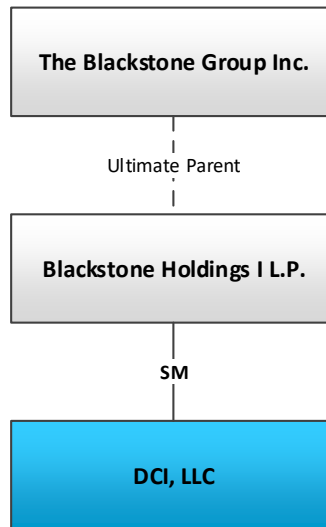 The Blackstone Group Inc.
Ultimate Parent
Blackstone Holdings I L.P.
SM
DCI, LLC